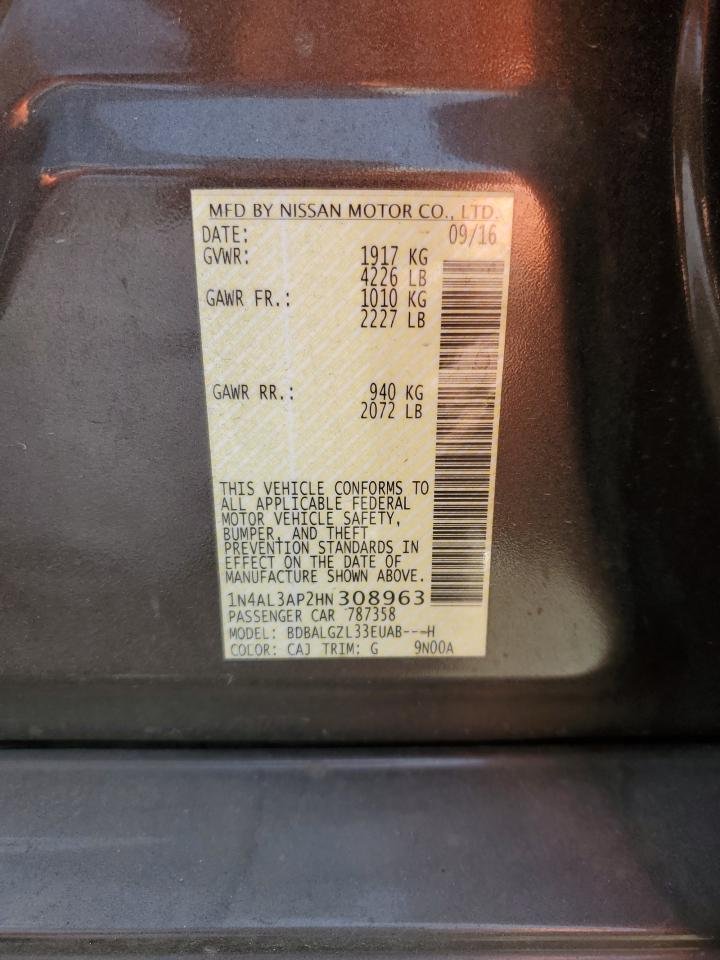 MFD BY NISSAN MOTOR CO., LTD.
DATE: 09/16
GVWR: 1917 KG
4226 LB
GAWR FR.: 1010 KG
2227 LB
GAWR RR.: 940 KG
2072 LB
THIS VEHICLE CONFORMS TO
ALL APPLICABLE FEDERAL
MOTOR VEHICLE SAFETY,
BUMPER, AND THEFT
PREVENTION STANDARDS IN
EFFECT ON THE DATE OF
MANUFACTURE SHOWN ABOVE.
1N4AL3AP2HN308963
PASSENGER CAR 787358
MODEL: BDBALGZL33EUAB---H
COLOR: CAJ TRIM: G 9N00A